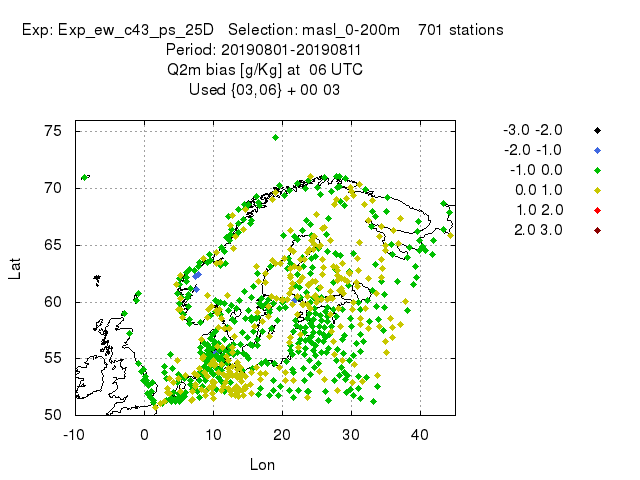 Exp: Exp_ew_c43_ps_25D   Selection: masl_0-200m    701 stations
Period: 20190801-20190811
Q2m bias [g/Kg] at  06 UTC
Used {03,06} + 00 03
-3.0 -2.0
-2.0 -1.0
-1.0 0.0
0.0 1.0
1.0 2.0
2.0 3.0
75
70
65
60
55
50
Lat
-10 0 10 20 30 40
Lon